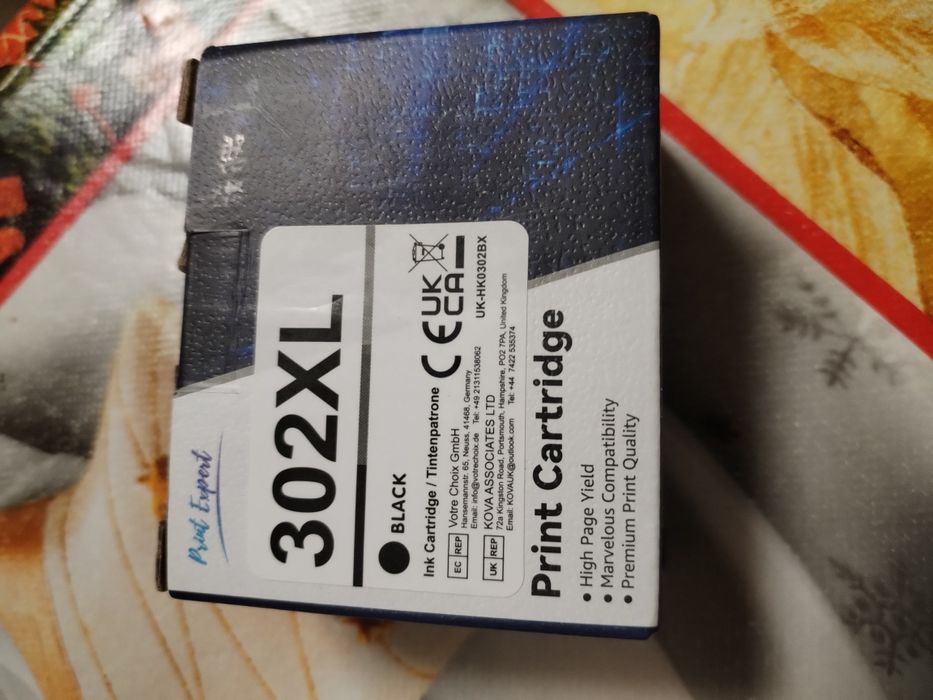 Print Expert
302XL
BLACK
Ink Cartridge / Tintenpatrone
CE UK CA
EC REP
Votre Choix GmbH
Hansemannstr. 65, Neuss, 41468, Germany
Email: info@votrechoix.de Tel: +49 21311538062
UK REP
KOVA ASSOCIATES LTD
72a Kingston Road, Portsmouth, Hampshire, PO2 7PA, United Kingdom
Email: KOVAUK@outlook.com Tel: +44 7422 535374
UK-HK0302BX
Print Cartridge
• High Page Yield
• Marvelous Compatibility
• Premium Print Quality